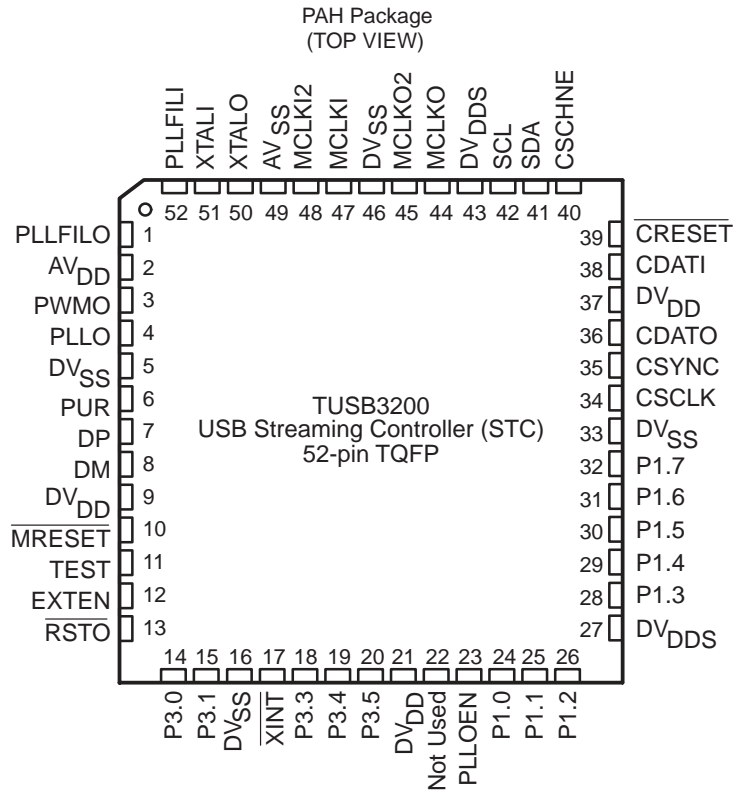 PAH Package
(TOP VIEW)
PLLFILI
XTALI
XTALO
AVSS
MCLKI2
MCLKI
DVSS
MCLKO2
MCLKO
DVDDS
SCL
SDA
CSCHNE
52 51 50 49 48 47 46 45 44 43 42 41 40
PLLFILO 1
AVDD 2
PWMO 3
PLLO 4
DVSS 5
PUR 6
DP 7
DM 8
DVDD 9
MRESET 10
TEST 11
EXTEN 12
RSTO 13
TUSB3200
USB Streaming Controller (STC)
52-pin TQFP
39 CRESET
38 CDATI
37 DVDD
36 CDATO
35 CSYNC
34 CSCLK
33 DVSS
32 P1.7
31 P1.6
30 P1.5
29 P1.4
28 P1.3
27 DVDDS
14 15 16 17 18 19 20 21 22 23 24 25 26
P3.0
P3.1
DVSS
XINT
P3.3
P3.4
P3.5
DVDD
Not Used
PLLOEN
P1.0
P1.1
P1.2